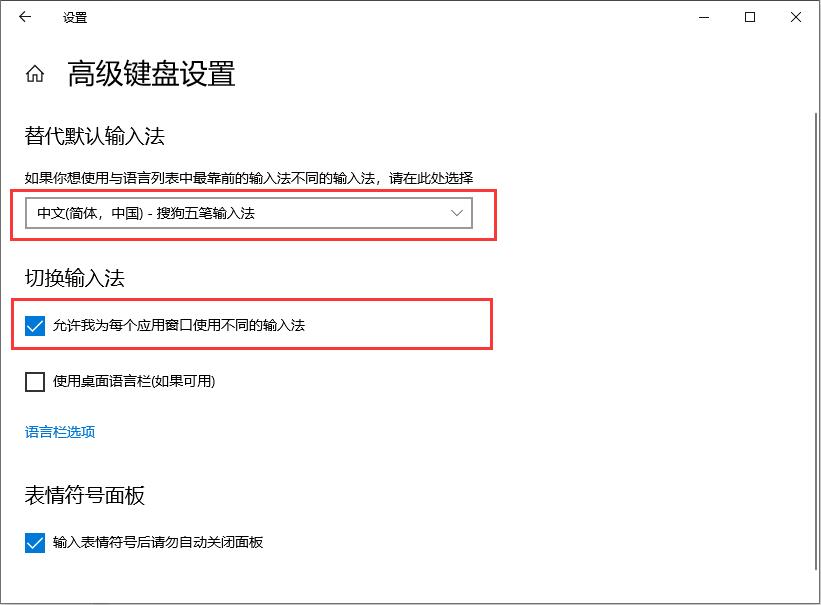 设置
高级键盘设置
替代默认输入法
如果你想使用与语言列表中最靠前的输入法不同的输入法，请在此处选择
中文(简体，中国) - 搜狗五笔输入法
切换输入法
允许我为每个应用窗口使用不同的输入法
使用桌面语言栏(如果可用)
语言栏选项
表情符号面板
输入表情符号后请勿自动关闭面板